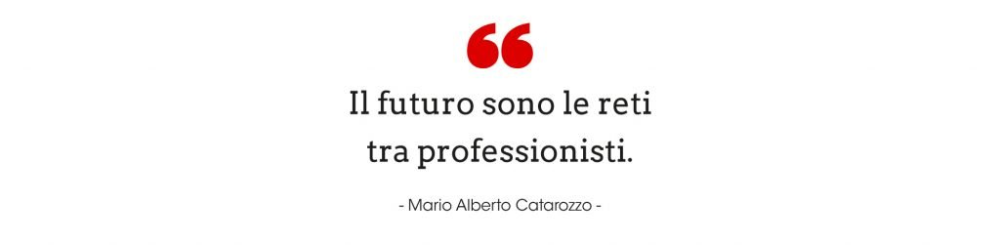 ❝
Il futuro sono le reti
tra professionisti.
- Mario Alberto Catarozzo -